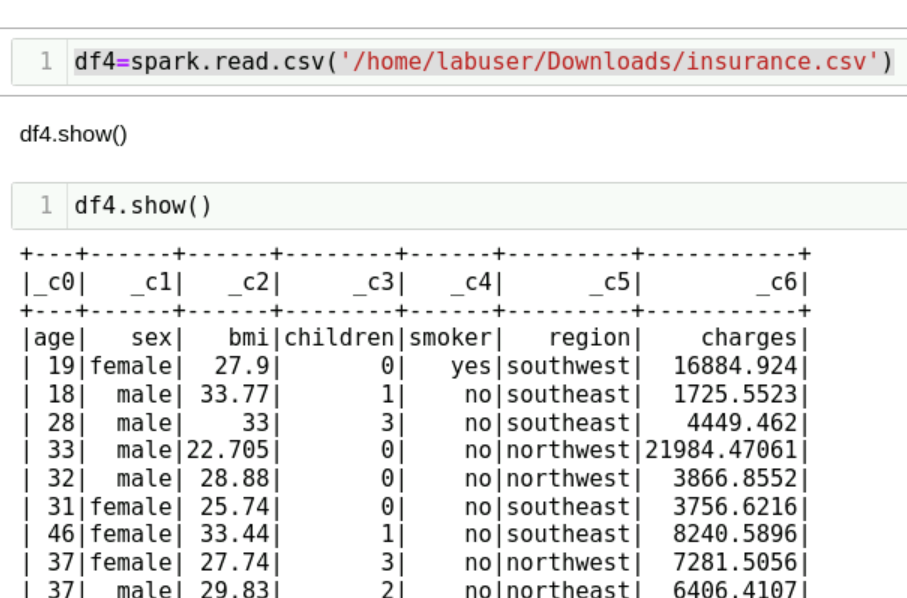 1 df4=spark.read.csv('/home/labuser/Downloads/insurance.csv')
df4.show()
1 df4.show()
+---+------+------+--------+------+---------+-----------+
|_c0|   _c1|   _c2|     _c3|   _c4|      _c5|        _c6|
+---+------+------+--------+------+---------+-----------+
|age|   sex|   bmi|children|smoker|   region|    charges|
| 19|female|  27.9|       0|   yes|southwest|  16884.924|
| 18|  male| 33.77|       1|    no|southeast|  1725.5523|
| 28|  male|    33|       3|    no|southeast|   4449.462|
| 33|  male|22.705|       0|    no|northwest|21984.47061|
| 32|  male| 28.88|       0|    no|northwest|  3866.8552|
| 31|female| 25.74|       0|    no|southeast|  3756.6216|
| 46|female| 33.44|       1|    no|southeast|  8240.5896|
| 37|female| 27.74|       3|    no|northwest|  7281.5056|
| 37|  male| 29.83|       2|    no|northeast|  6406.4107|